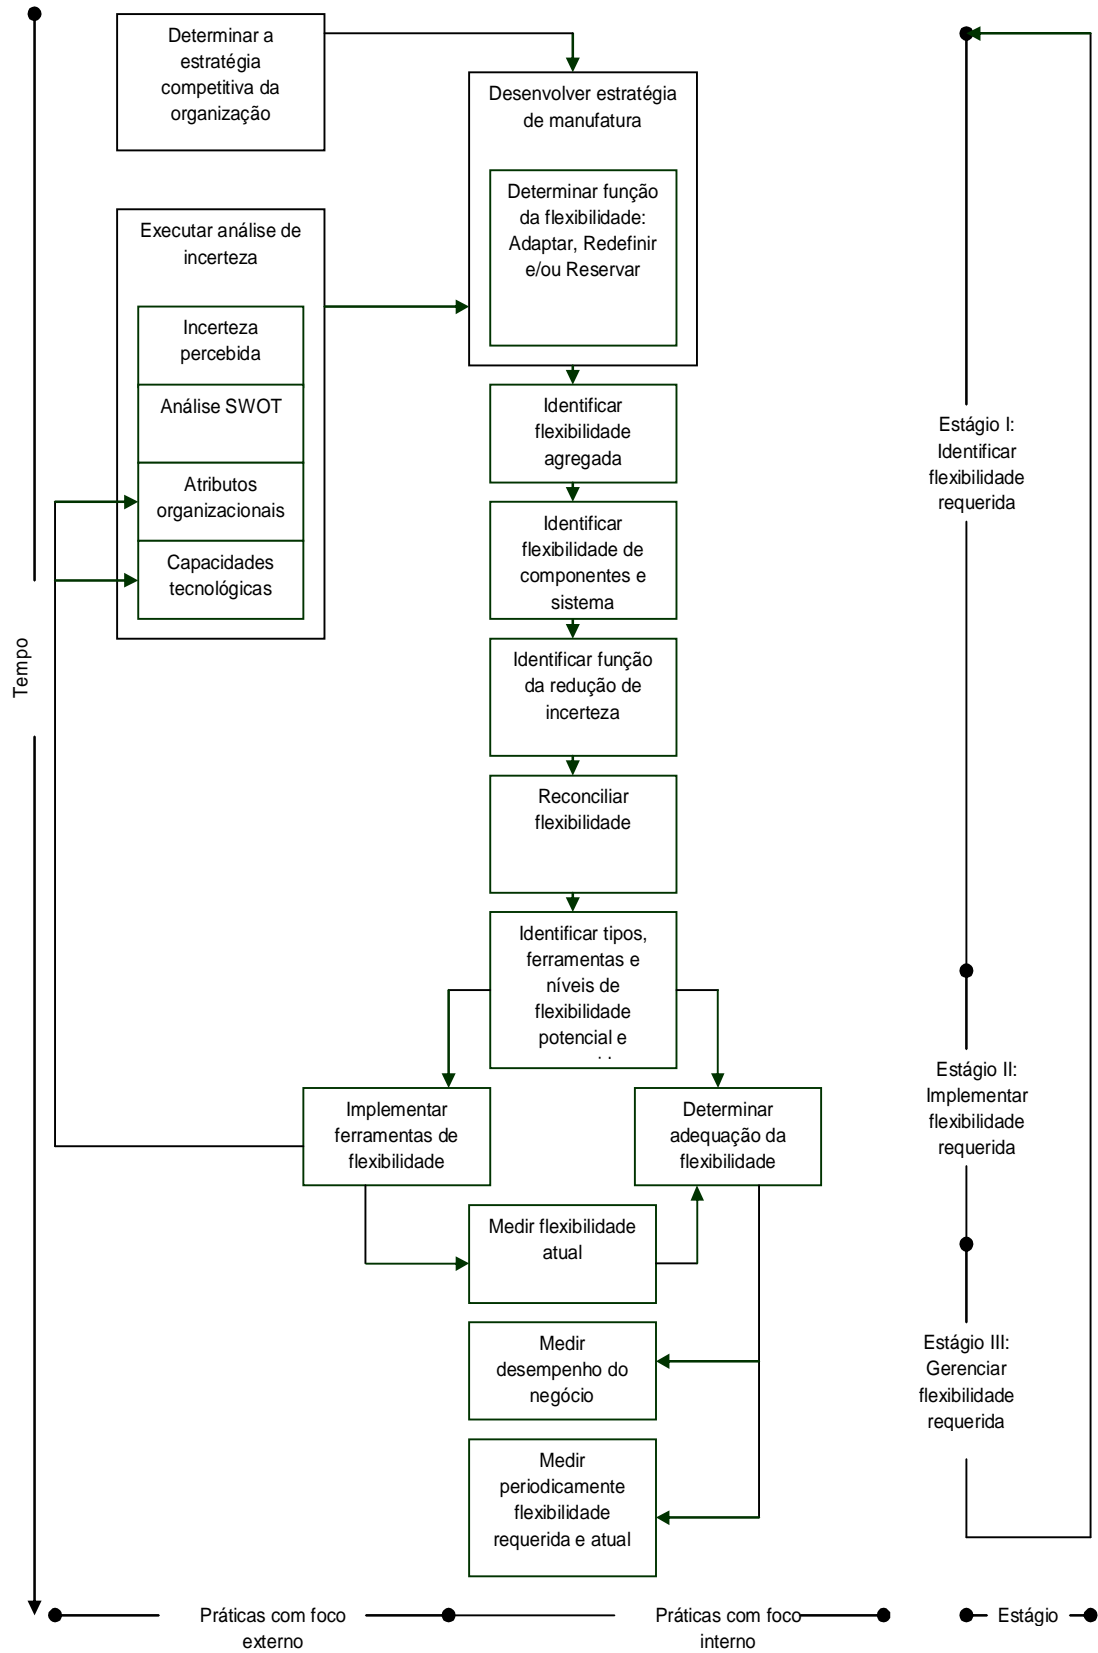 Determinar a
estratégia
competitiva da
organização
Desenvolver estratégia
de manufatura
Determinar função
da flexibilidade:
Adaptar, Redefinir
e/ou Reservar
Executar análise de
incerteza
Incerteza
percebida
Análise SWOT
Atributos
organizacionais
Capacidades
tecnológicas
Identificar
flexibilidade
agregada
Identificar
flexibilidade de
componentes e
sistema
Identificar função
da redução de
incerteza
Reconciliar
flexibilidade
Identificar tipos,
ferramentas e
níveis de
flexibilidade
potencial e
Implementar
ferramentas de
flexibilidade
Determinar
adequação da
flexibilidade
Medir flexibilidade
atual
Medir
desempenho do
negócio
Medir
periodicamente
flexibilidade
requerida e atual
Tempo
Estágio I:
Identificar
flexibilidade
requerida
Estágio II:
Implementar
flexibilidade
requerida
Estágio III:
Gerenciar
flexibilidade
requerida
Práticas com foco
externo
Práticas com foco
interno
Estágio